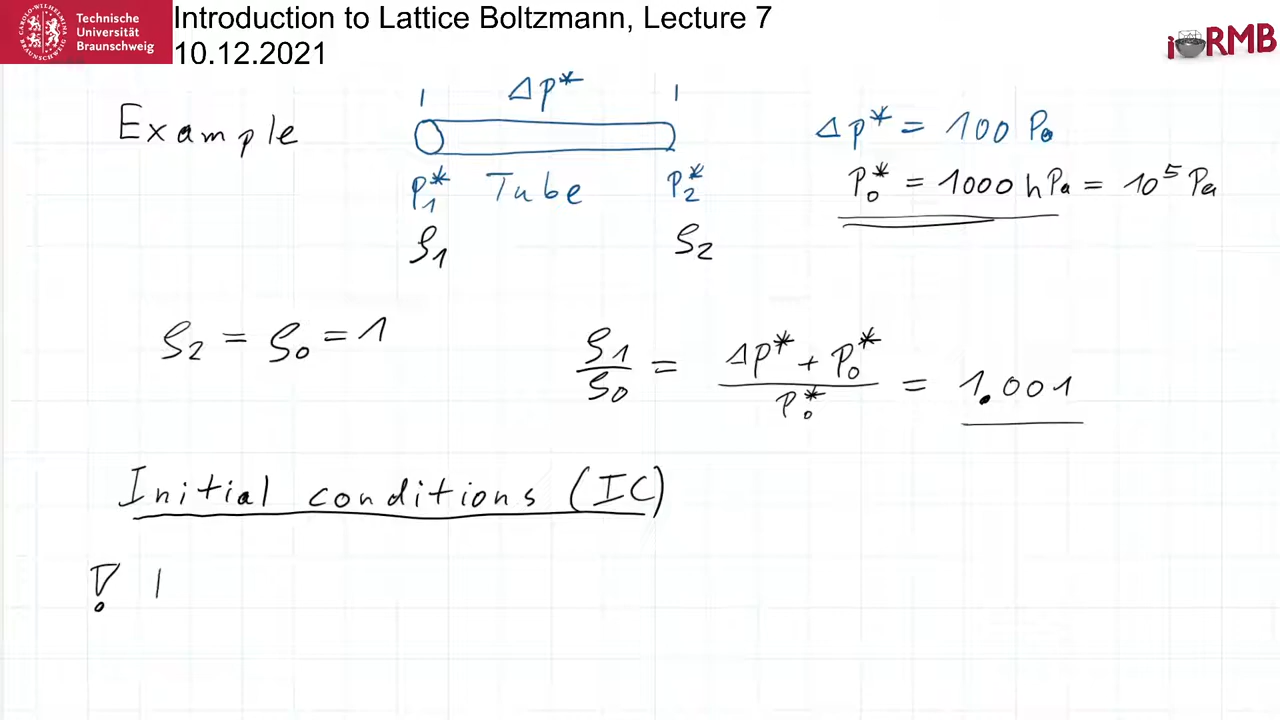 Technische
Universität
Braunschweig
Introduction to Lattice Boltzmann, Lecture 7
10.12.2021
iRMB
Example
1 Δp* 1
p₁* Tube p₂*
ρ₁ ρ₂
Δp* = 100 Pa
p₀* = 1000 hPa = 10⁵ Pa
ρ₂ = ρ₀ = 1
ρ₁/ρ₀ = (Δp* + p₀*)/p₀* = 1.001
Initial conditions (IC)
!